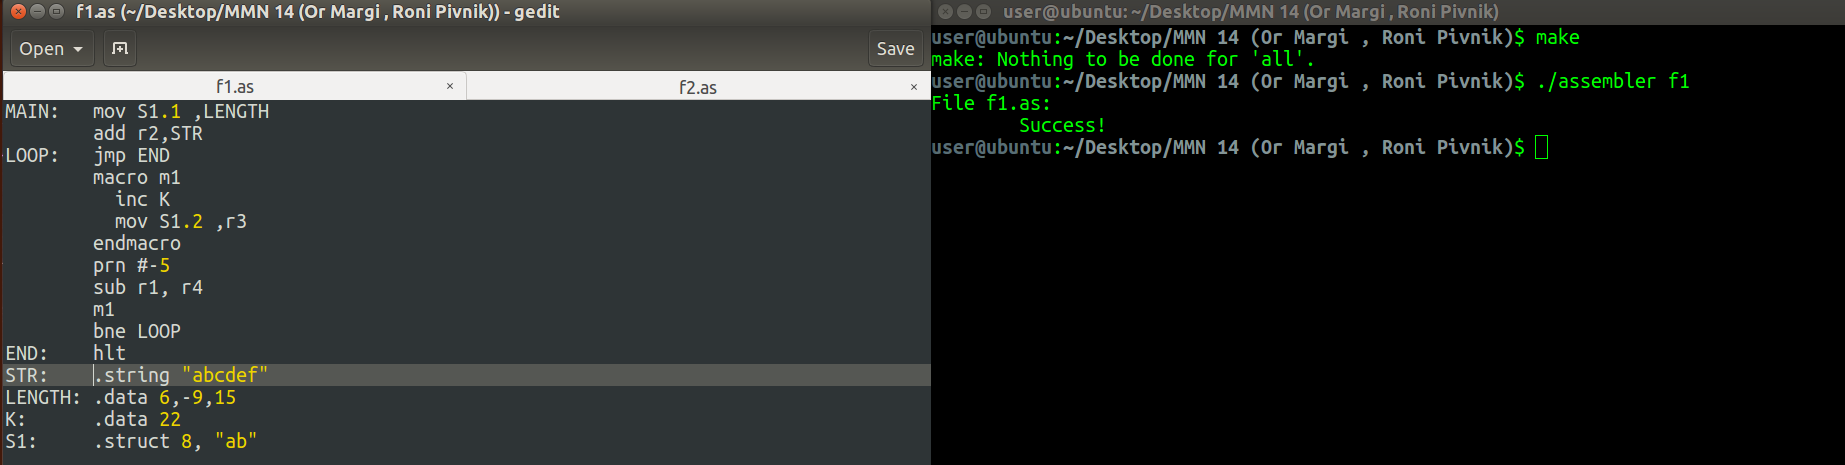 f1.as (~/Desktop/MMN 14 (Or Margi , Roni Pivnik)) - gedit
Open
Save
f1.as
f2.as
MAIN:   mov S1.1 ,LENGTH
        add r2,STR
LOOP:   jmp END
        macro m1
          inc K
          mov S1.2 ,r3
        endmacro
        prn #-5
        sub r1, r4
        m1
        bne LOOP
END:    hlt
STR:    .string "abcdef"
LENGTH: .data 6,-9,15
K:      .data 22
S1:     .struct 8, "ab"
user@ubuntu: ~/Desktop/MMN 14 (Or Margi , Roni Pivnik)
user@ubuntu:~/Desktop/MMN 14 (Or Margi , Roni Pivnik)$ make
make: Nothing to be done for 'all'.
user@ubuntu:~/Desktop/MMN 14 (Or Margi , Roni Pivnik)$ ./assembler f1
File f1.as:
        Success!
user@ubuntu:~/Desktop/MMN 14 (Or Margi , Roni Pivnik)$